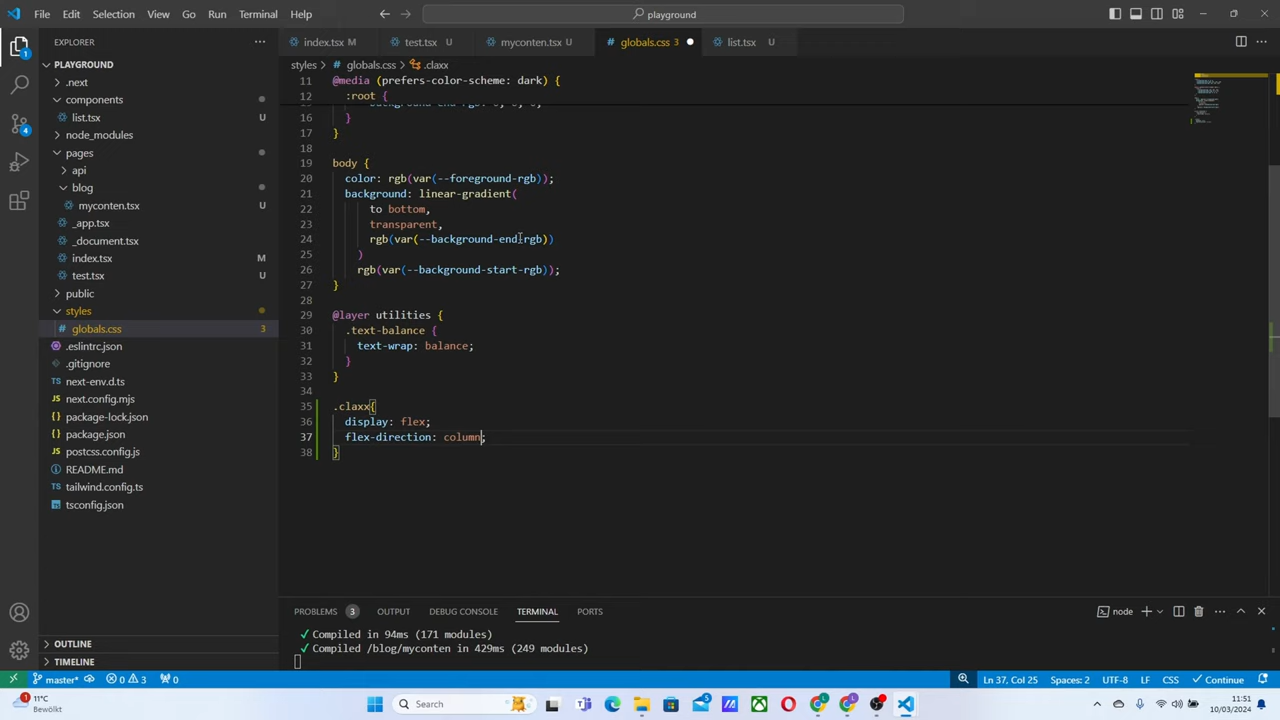 File Edit Selection View Go Run Terminal Help
playground
EXPLORER
index.tsx M
test.tsx U
myconten.tsx U
globals.css 3
list.tsx U
PLAYGROUND
styles > globals.css > .claxx
.next
components
list.tsx U
node_modules
pages
api
blog
myconten.tsx U
_app.tsx
_document.tsx
index.tsx M
test.tsx U
public
styles
globals.css 3
.eslintrc.json
.gitignore
next-env.d.ts
next.config.mjs
package-lock.json
package.json
postcss.config.js
README.md
tailwind.config.ts
tsconfig.json
OUTLINE
TIMELINE
1
4
11 @media (prefers-color-scheme: dark) {
12 :root {
16 }
17 }
18
19 body {
20 color: rgb(var(--foreground-rgb));
21 background: linear-gradient(
22 to bottom,
23 transparent,
24 rgb(var(--background-end-rgb))
25 )
26 rgb(var(--background-start-rgb));
27 }
28
29 @layer utilities {
30 .text-balance {
31 text-wrap: balance;
32 }
33 }
34
35 .claxx{
36 display: flex;
37 flex-direction: column;
38 }
PROBLEMS 3 OUTPUT DEBUG CONSOLE TERMINAL PORTS
node
✓ Compiled in 94ms (171 modules)
✓ Compiled /blog/myconten in 429ms (249 modules)
master* 0 3 0
Ln 37, Col 25 Spaces: 2 UTF-8 LF CSS Continue
11°C
Bewölkt
Search
11:51
10/03/2024